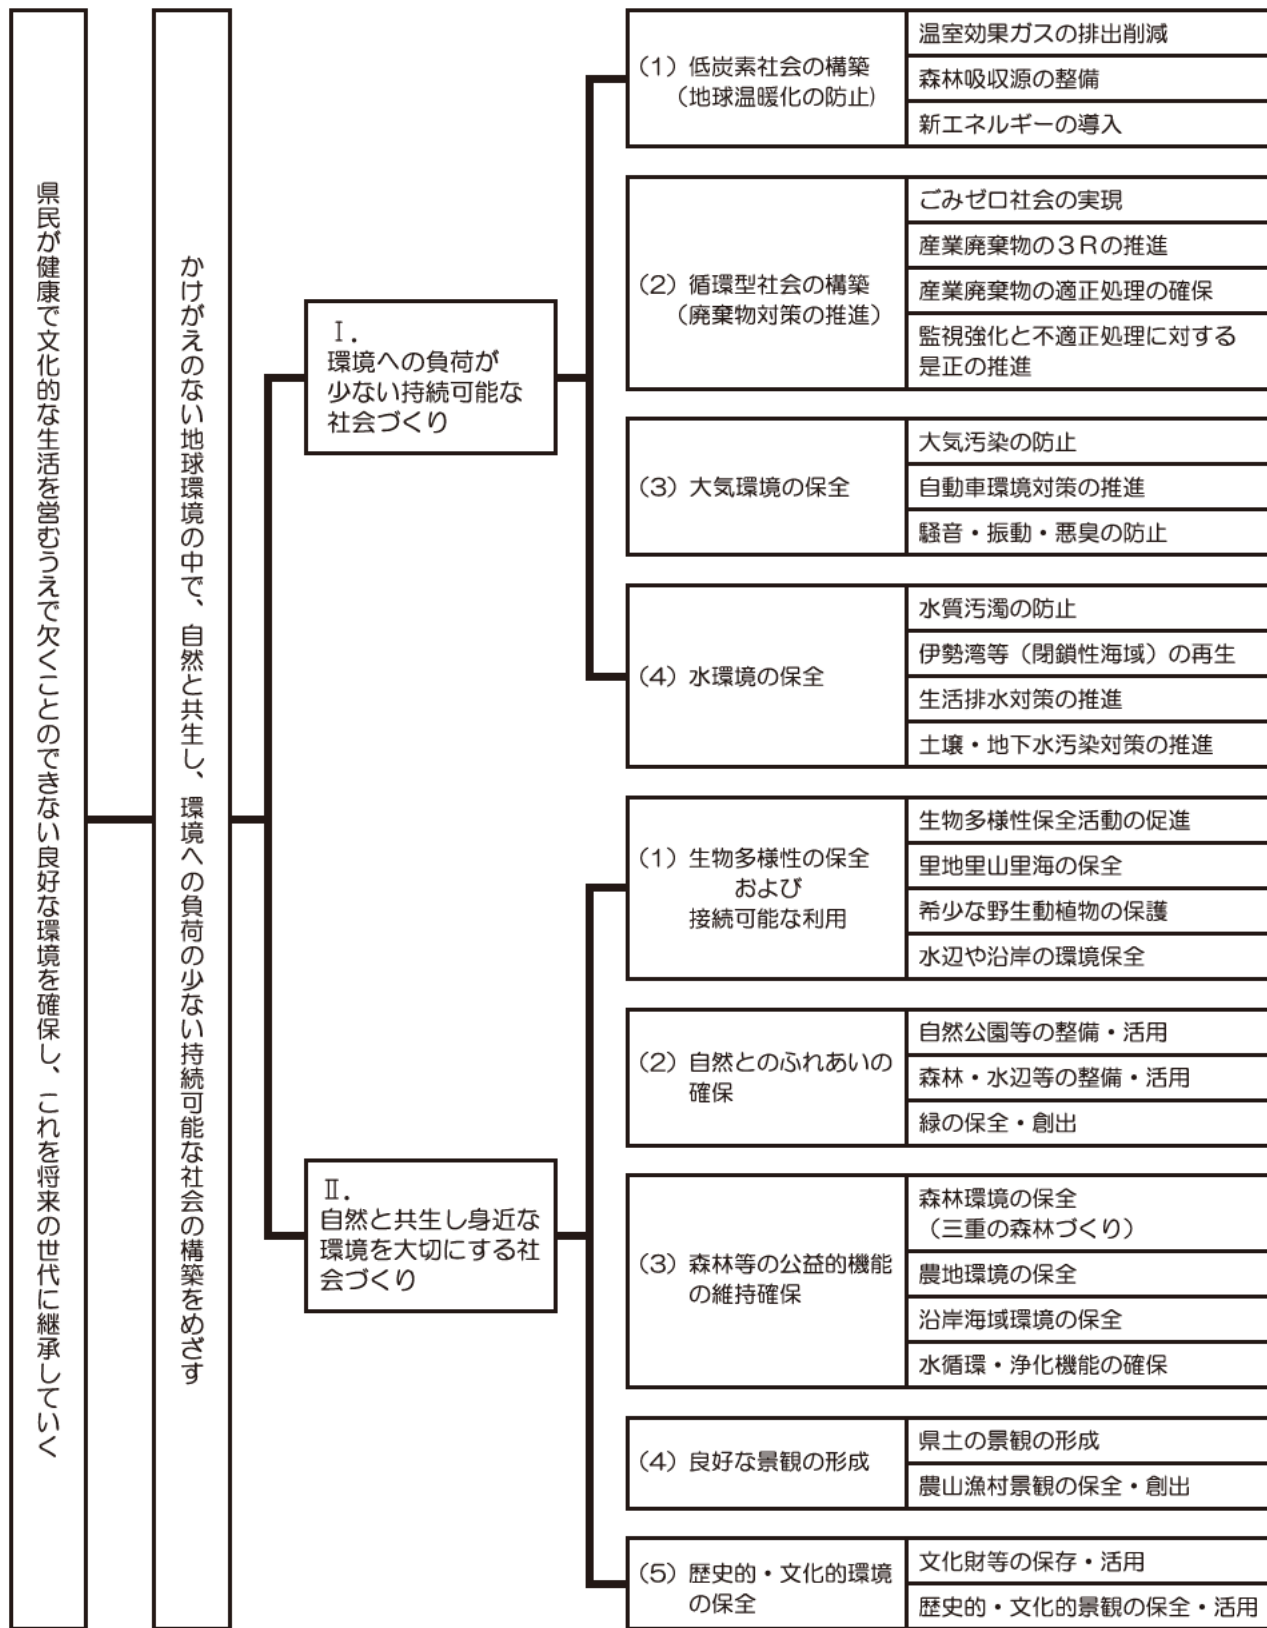 県民が健康で文化的な生活を営むうえで欠くことのできない良好な環境を確保し、これを将来の世代に継承していく
かけがえのない地球環境の中で、自然と共生し、環境への負荷の少ない持続可能な社会の構築をめざす
Ⅰ.
環境への負荷が
少ない持続可能な
社会づくり
(1) 低炭素社会の構築
(地球温暖化の防止)
温室効果ガスの排出削減
森林吸収源の整備
新エネルギーの導入
(2) 循環型社会の構築
(廃棄物対策の推進)
ごみゼロ社会の実現
産業廃棄物の3Rの推進
産業廃棄物の適正処理の確保
監視強化と不適正処理に対する
是正の推進
(3) 大気環境の保全
大気汚染の防止
自動車環境対策の推進
騒音・振動・悪臭の防止
(4) 水環境の保全
水質汚濁の防止
伊勢湾等(閉鎖性海域)の再生
生活排水対策の推進
土壌・地下水汚染対策の推進
Ⅱ.
自然と共生し身近な
環境を大切にする社
会づくり
(1) 生物多様性の保全
および
接続可能な利用
生物多様性保全活動の促進
里地里山里海の保全
希少な野生動植物の保護
水辺や沿岸の環境保全
(2) 自然とのふれあいの
確保
自然公園等の整備・活用
森林・水辺等の整備・活用
緑の保全・創出
(3) 森林等の公益的機能
の維持確保
森林環境の保全
(三重の森林づくり)
農地環境の保全
沿岸海域環境の保全
水循環・浄化機能の確保
(4) 良好な景観の形成
県土の景観の形成
農山漁村景観の保全・創出
(5) 歴史的・文化的環境
の保全
文化財等の保存・活用
歴史的・文化的景観の保全・活用